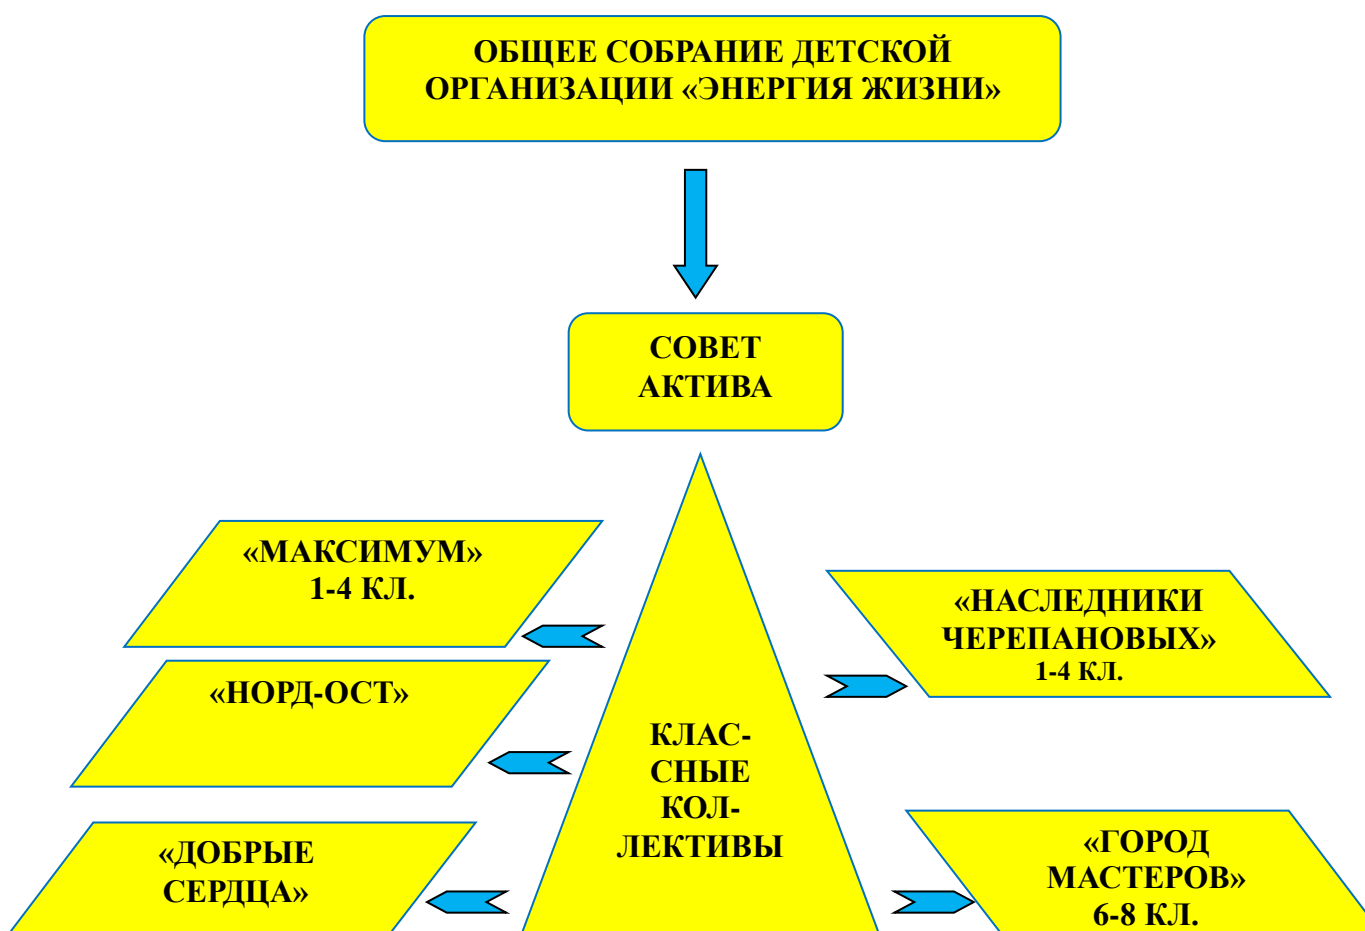 ОБЩЕЕ СОБРАНИЕ ДЕТСКОЙ
ОРГАНИЗАЦИИ «ЭНЕРГИЯ ЖИЗНИ»
СОВЕТ
АКТИВА
«МАКСИМУМ»
1-4 КЛ.
«НОРД-ОСТ»
«ДОБРЫЕ
СЕРДЦА»
КЛАС-
СНЫЕ
КОЛ-
ЛЕКТИВЫ
«НАСЛЕДНИКИ
ЧЕРЕПАНОВЫХ»
1-4 КЛ.
«ГОРОД
МАСТЕРОВ»
6-8 КЛ.